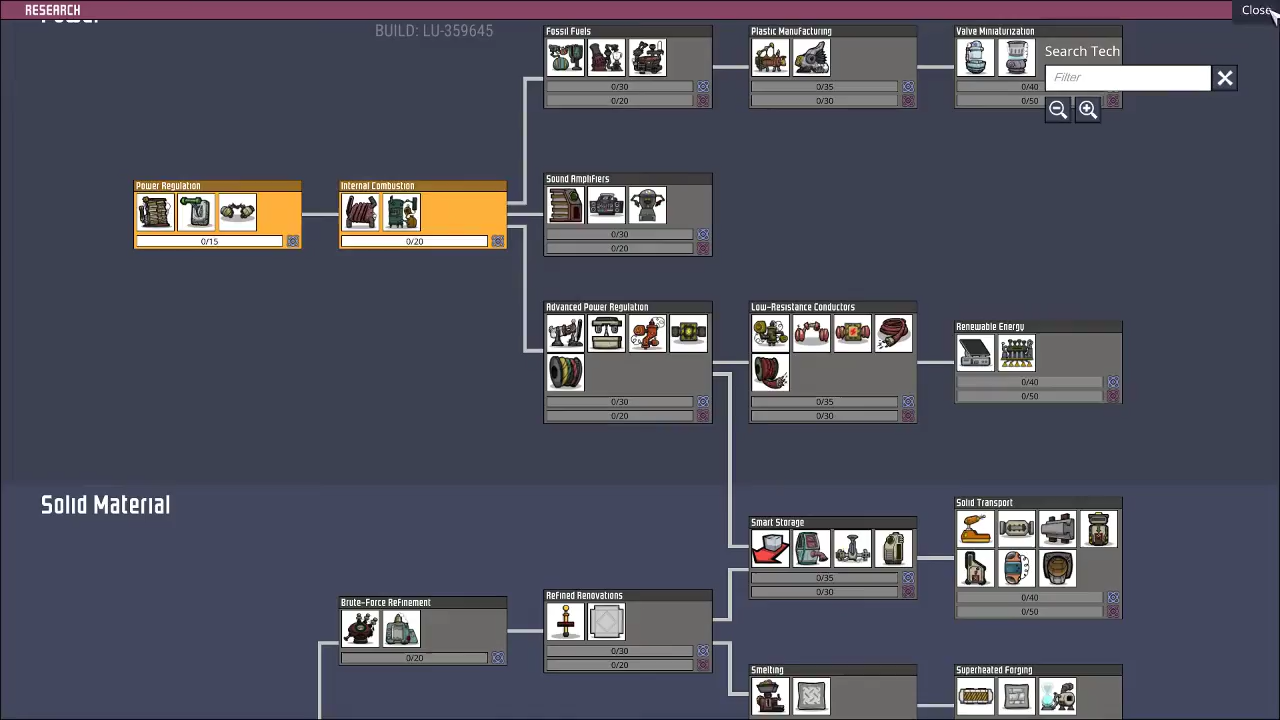 RESEARCH
Close
Power
BUILD: LU-359645
Fossil Fuels
0/30
0/20
Plastic Manufacturing
0/35
0/30
Valve Miniaturization
0/40
0/50
Search Tech
Filter
Power Regulation
0/15
Internal Combustion
0/20
Sound Amplifiers
0/30
0/20
Advanced Power Regulation
0/30
0/20
Low-Resistance Conductors
0/35
0/30
Renewable Energy
0/40
0/50
Solid Material
Smart Storage
0/35
0/30
Solid Transport
0/40
0/50
Brute-Force Refinement
0/20
Refined Renovations
0/30
0/20
Smelting
Superheated Forging